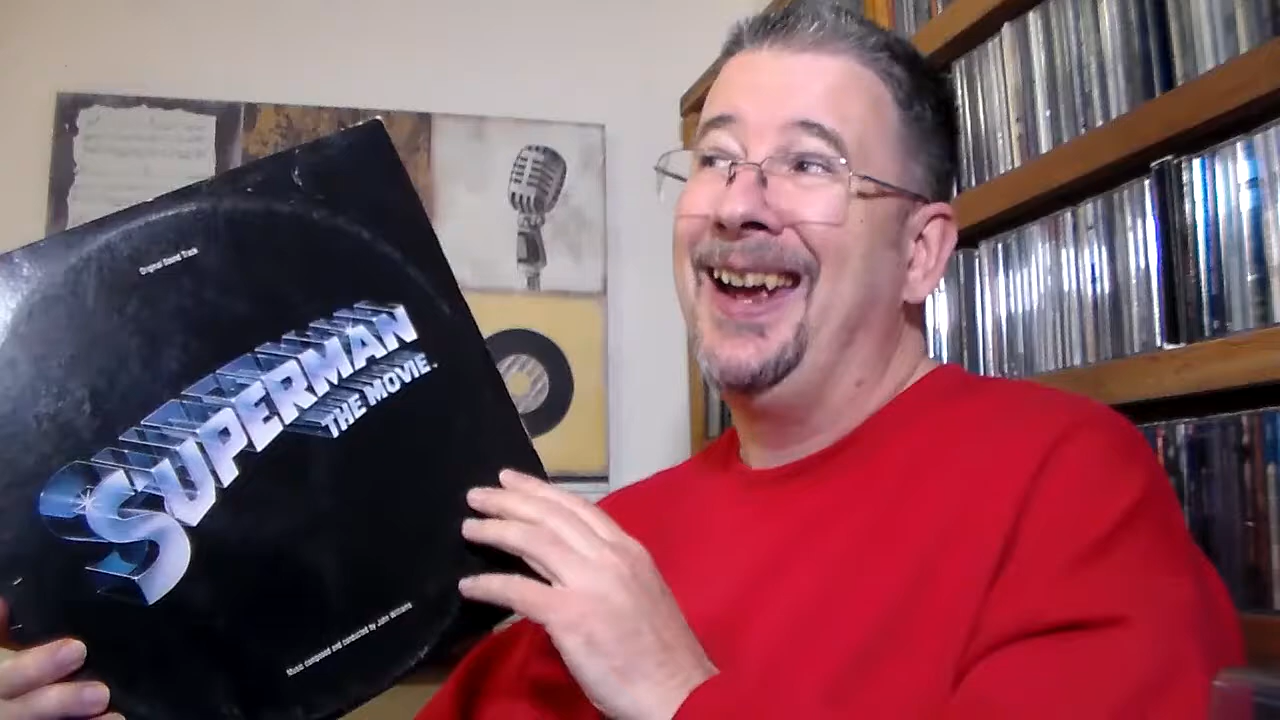 Original Sound Track
SUPERMAN
THE MOVIE
Music composed and conducted by John Williams